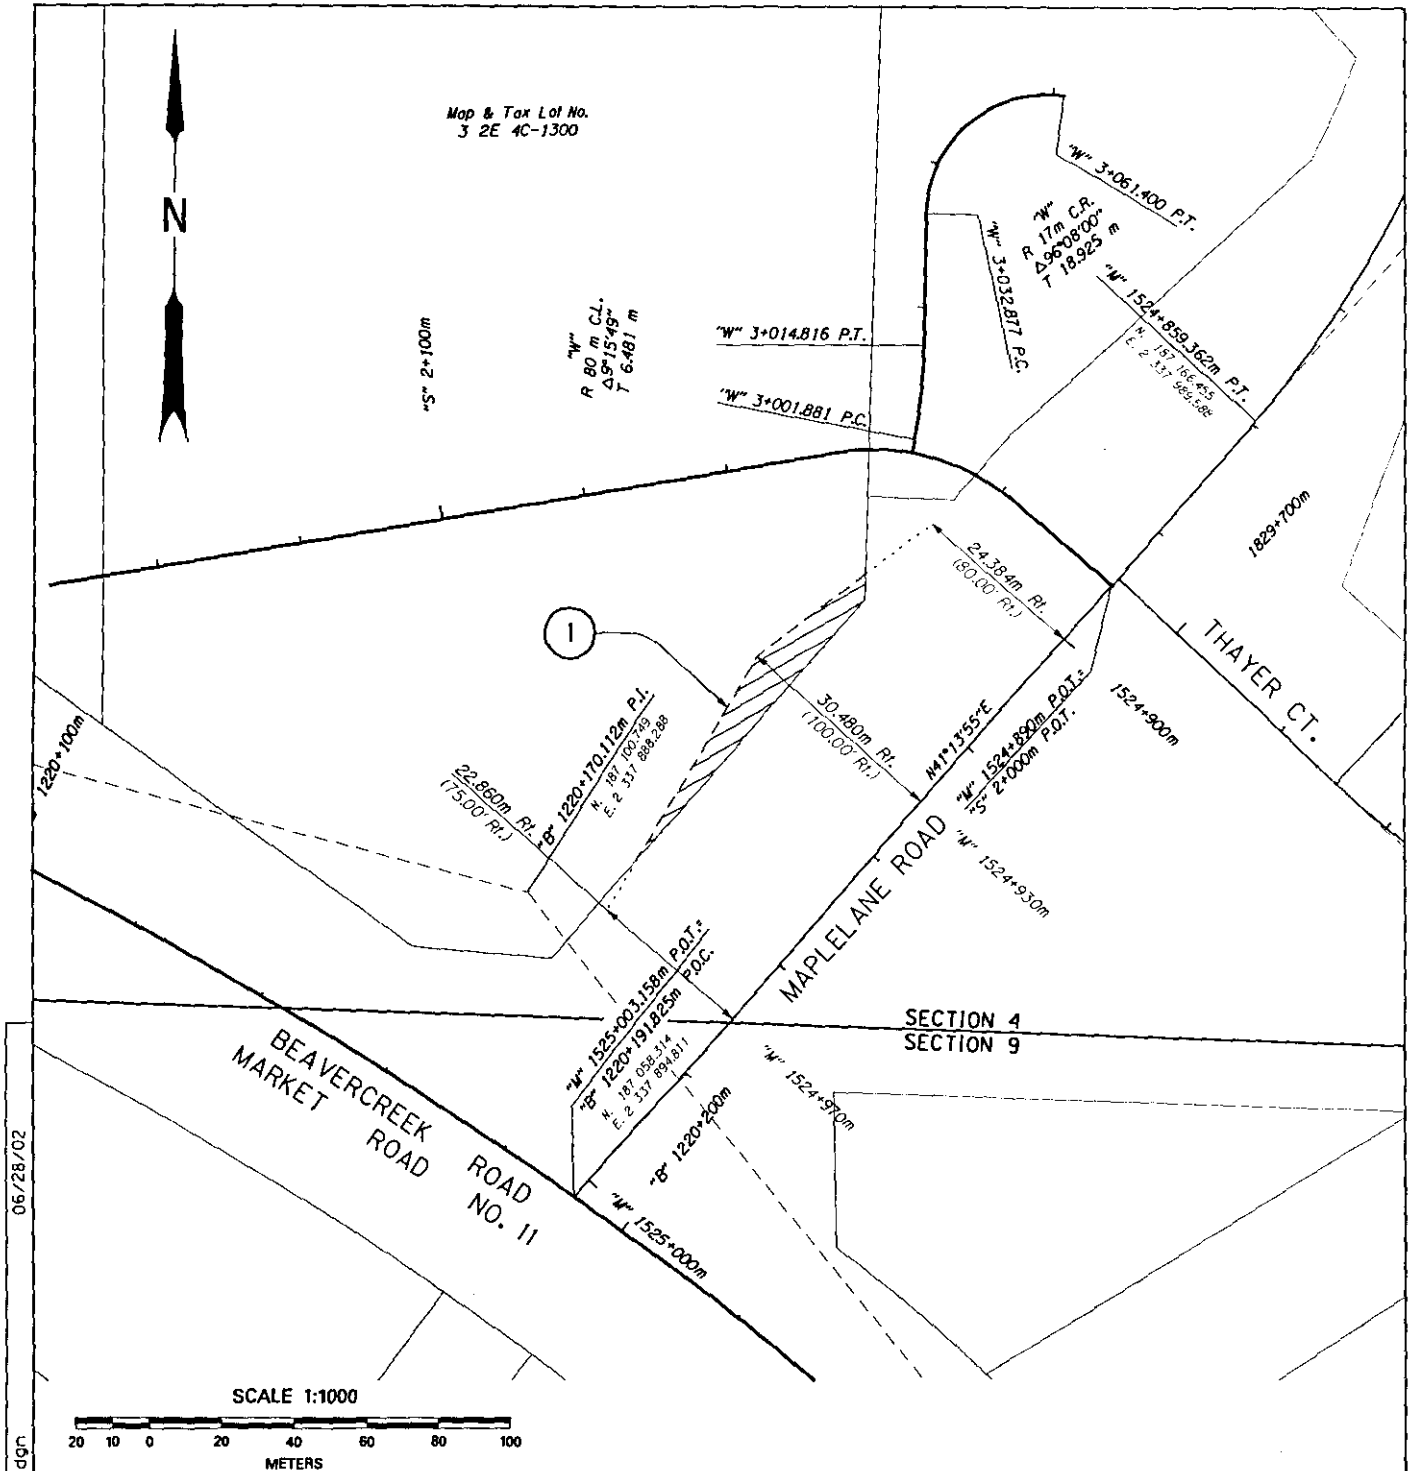 Map & Tax Lot No.
3 2E 4C-1300
N
"W" 3+061.400 P.T.
"W"
R 17m C.R.
Δ96°08'00"
T 18.925 m
"W" 3+032.877 P.C.
"M" 1524+859.362m P.T.
N. 187 166.455
E. 2 337 989.588
"S" 2+100m
"W"
R 80 m C.L.
Δ9°15'49"
T 6.481 m
"W" 3+014.816 P.T.
"W" 3+001.881 P.C.
1829+700m
24.384m Rt.
(80.00' Rt.)
1
THAYER CT.
30.480m Rt.
(100.00' Rt.)
N41°13'55"E
"M" 1524+890m P.O.T.=
"S" 2+000m P.O.T.
1524+900m
1220+100m
"B" 1220+170.112m P.I.
N. 187 100.749
E. 2 337 888.288
22.860m Rt.
(75.00' Rt.)
"M" 1524+930m
MAPLELANE ROAD
"M" 1525+003.158m P.O.T.=
"B" 1220+191.825m P.O.C.
N. 187 058.314
E. 2 337 894.811
SECTION 4
SECTION 9
"M" 1524+970m
"B" 1220+200m
BEAVERCREEK ROAD
MARKET ROAD NO. 11
"M" 1525+000m
06/28/02
dgn
SCALE 1:1000
20 10 0 20 40 60 80 100
METERS